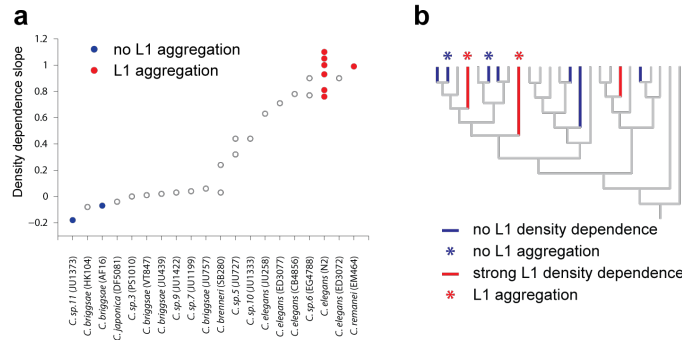 a
no L1 aggregation
L1 aggregation
Density dependence slope
1.2
1
0.8
0.6
0.4
0.2
0
−0.2
C. sp.11 (JU1373)
C. briggsae (HK104)
C. briggsae (AF16)
C. japonica (DF5081)
C. sp.3 (PS1010)
C. briggsae (VT847)
C. briggsae (JU439)
C. sp.9 (JU1422)
C. sp.7 (JU1199)
C. briggsae (JU757)
C. brenneri (SB280)
C. sp.5 (JU727)
C. sp.10 (JU1333)
C. elegans (JU258)
C. elegans (ED3077)
C. elegans (CB4856)
C. sp.6 (EG4788)
C. elegans (N2)
C. elegans (ED3072)
C. remanei (EM464)
b
* * * *
no L1 density dependence
* no L1 aggregation
strong L1 density dependence
* L1 aggregation